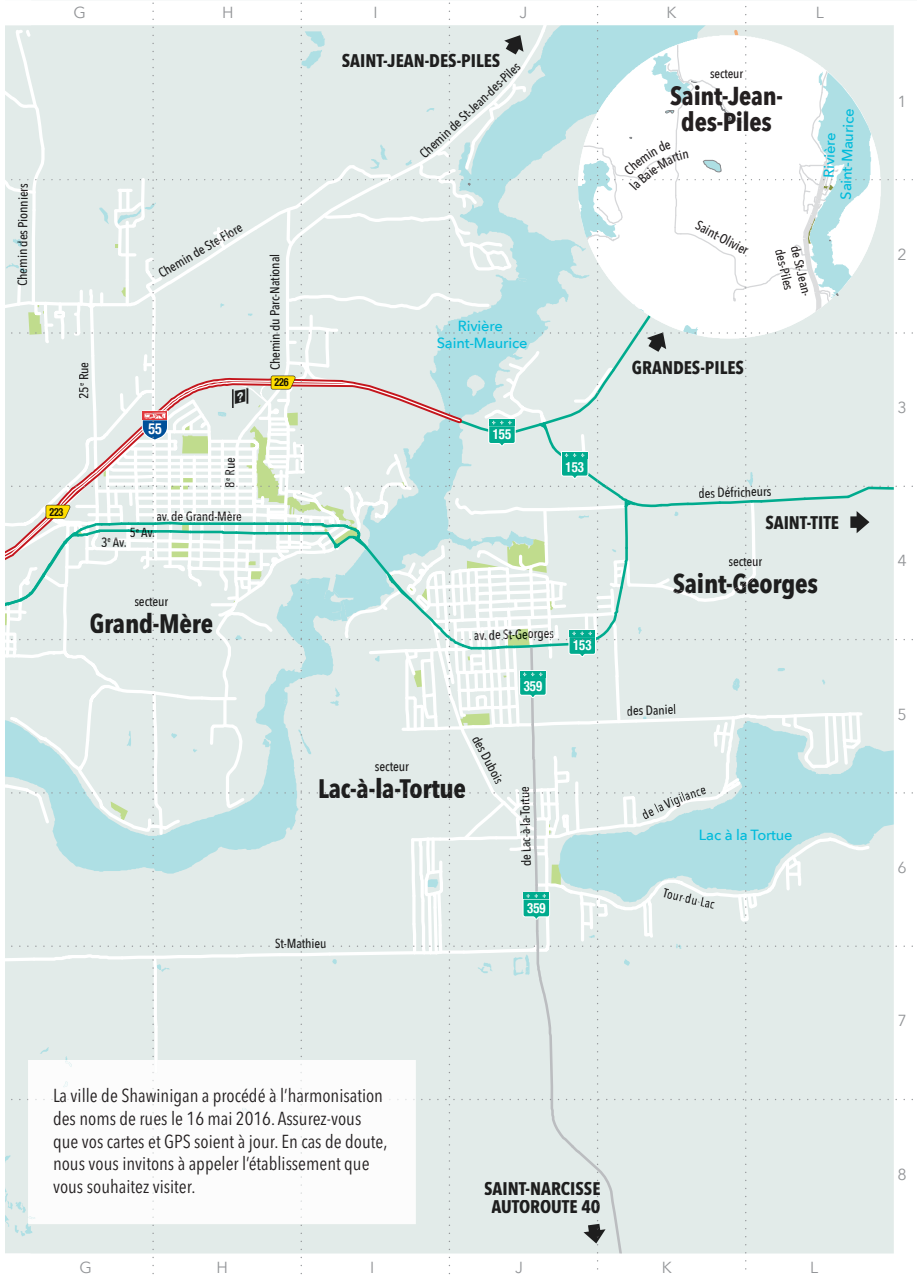 G H I J K L
SAINT-JEAN-DES-PILES
secteur
Saint-Jean-
des-Piles
1
Chemin de St-Jean-des-Piles
Rivière
Saint-Maurice
Chemin de
la Baie-Martin
Chemin des Pionniers
Chemin de Ste-Flore
Saint-Olivier
de St-Jean-
des-Piles
2
Chemin du Parc-National
Rivière
Saint-Maurice
GRANDES-PILES
25e Rue
226
?
3
55
155
153
8e Rue
des Défricheurs
223
av. de Grand-Mère
SAINT-TITE
5e Av.
3e Av.
4
secteur
Saint-Georges
secteur
Grand-Mère
av. de St-Georges
153
359
5
des Daniel
des Dubois
secteur
Lac-à-la-Tortue
de la Vigilance
de Lac-à-la-Tortue
Lac à la Tortue
6
Tour-du-Lac
359
St-Mathieu
7
La ville de Shawinigan a procédé à l'harmonisation
des noms de rues le 16 mai 2016. Assurez-vous
que vos cartes et GPS soient à jour. En cas de doute,
nous vous invitons à appeler l'établissement que
vous souhaitez visiter.
8
SAINT-NARCISSE
AUTOROUTE 40
G H I J K L